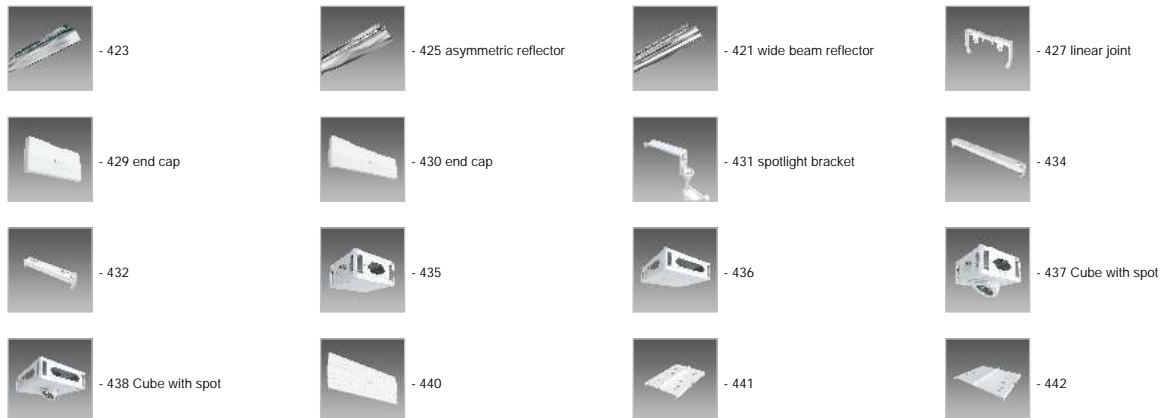 - 423
- 425 asymmetric reflector
- 421 wide beam reflector
- 427 linear joint
- 429 end cap
- 430 end cap
- 431 spotlight bracket
- 434
- 432
- 435
- 436
- 437 Cube with spot
- 438 Cube with spot
- 440
- 441
- 442